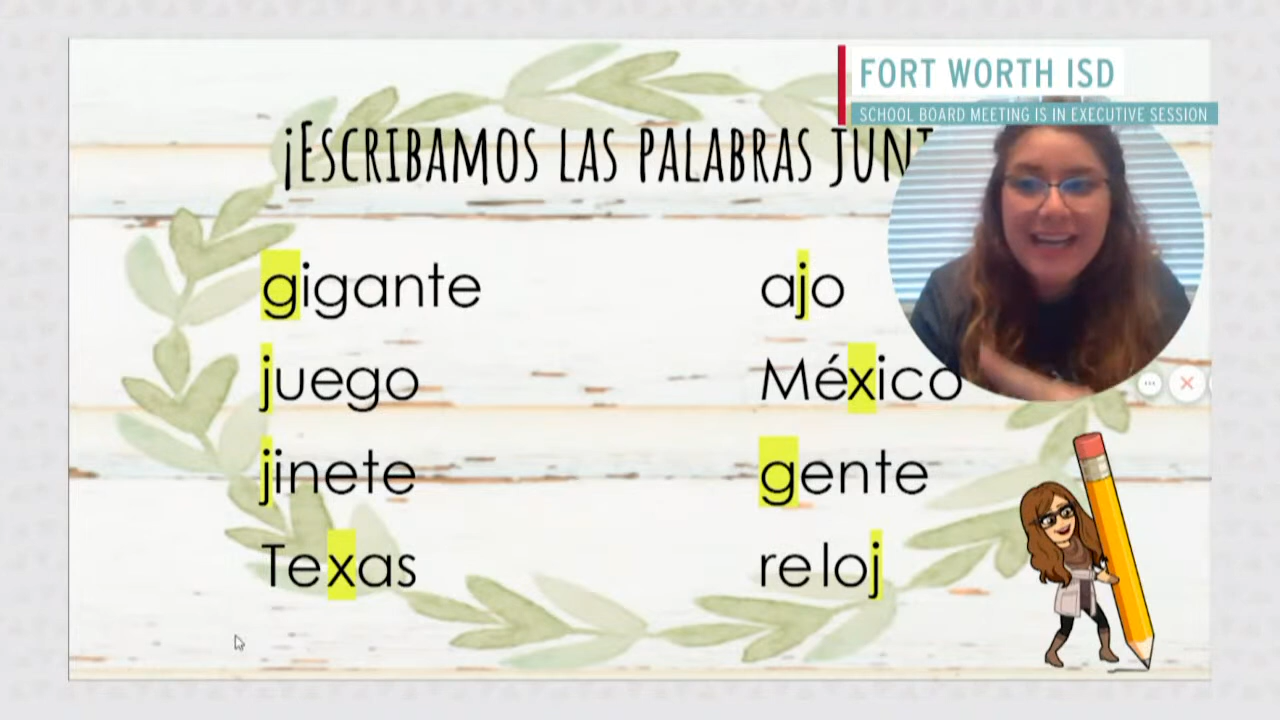 FORT WORTH ISD
SCHOOL BOARD MEETING IS IN EXECUTIVE SESSION
¡ESCRIBAMOS LAS PALABRAS
gigante
ajo
juego
México
jinete
gente
Texas
reloj